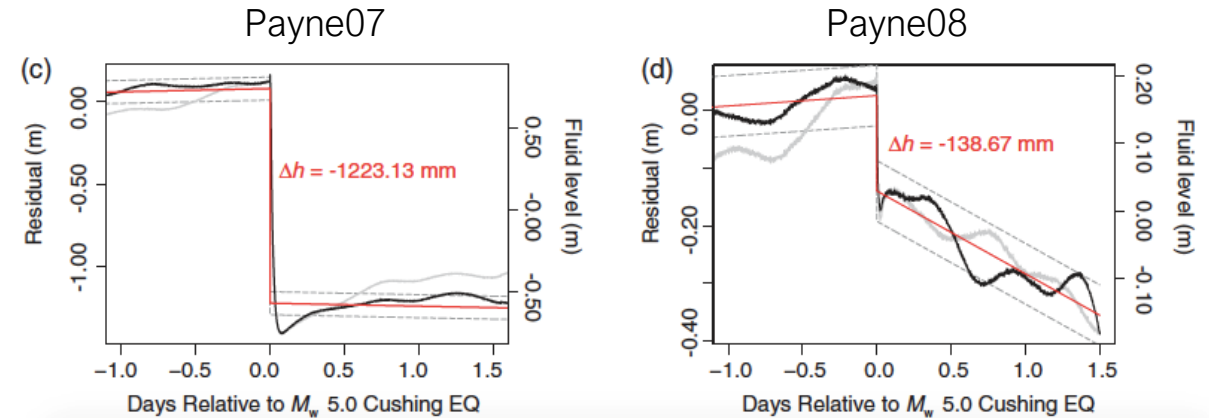 Payne07
Payne08
(c)
Residual (m)
0.00
-0.50
-1.00
Δh = -1223.13 mm
0.50
-0.00
-0.50
Fluid level (m)
−1.0 −0.5 0.0 0.5 1.0 1.5
Days Relative to Mw 5.0 Cushing EQ
(d)
Residual (m)
0.00
-0.20
-0.40
Δh = -138.67 mm
0.20
0.10
0.00
-0.10
Fluid level (m)
−1.0 −0.5 0.0 0.5 1.0 1.5
Days Relative to Mw 5.0 Cushing EQ